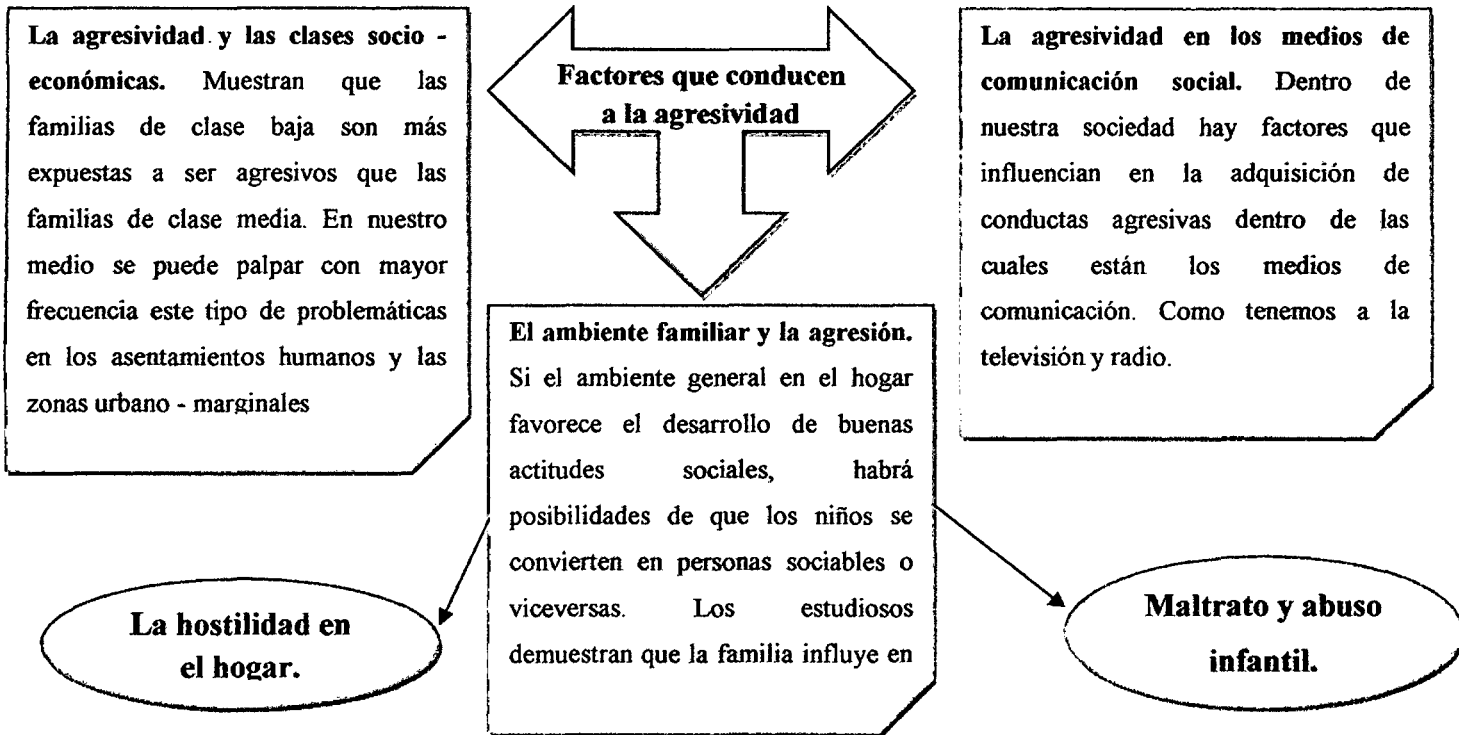 Factores que conducen
a la agresividad
La agresividad y las clases socio -
económicas. Muestran que las
familias de clase baja son más
expuestas a ser agresivos que las
familias de clase media. En nuestro
medio se puede palpar con mayor
frecuencia este tipo de problemáticas
en los asentamientos humanos y las
zonas urbano - marginales
La agresividad en los medios de
comunicación social. Dentro de
nuestra sociedad hay factores que
influencian en la adquisición de
conductas agresivas dentro de las
cuales están los medios de
comunicación. Como tenemos a la
televisión y radio.
El ambiente familiar y la agresión.
Si el ambiente general en el hogar
favorece el desarrollo de buenas
actitudes sociales, habrá
posibilidades de que los niños se
convierten en personas sociables o
viceversas. Los estudiosos
demuestran que la familia influye en
La hostilidad en
el hogar.
Maltrato y abuso
infantil.